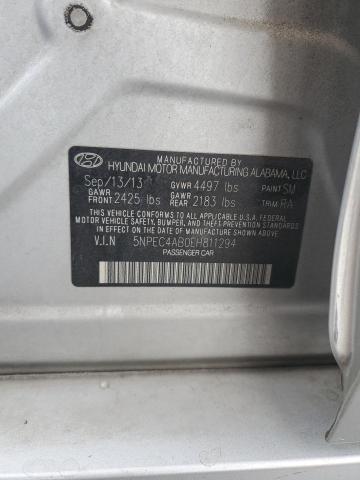 MANUFACTURED BY
HYUNDAI MOTOR MANUFACTURING ALABAMA, LLC
Sep/13/13 GVWR 4497 lbs PAINT SM
GAWR FRONT 2425 lbs GAWR REAR 2183 lbs TRIM RA
THIS VEHICLE CONFORMS TO ALL APPLICABLE U.S.A. FEDERAL
MOTOR VEHICLE SAFETY, BUMPER, AND THEFT PREVENTION
STANDARDS IN EFFECT ON THE DATE OF MANUFACTURE SHOWN ABOVE.
V.I.N 5NPEC4AB0EH811294
PASSENGER CAR